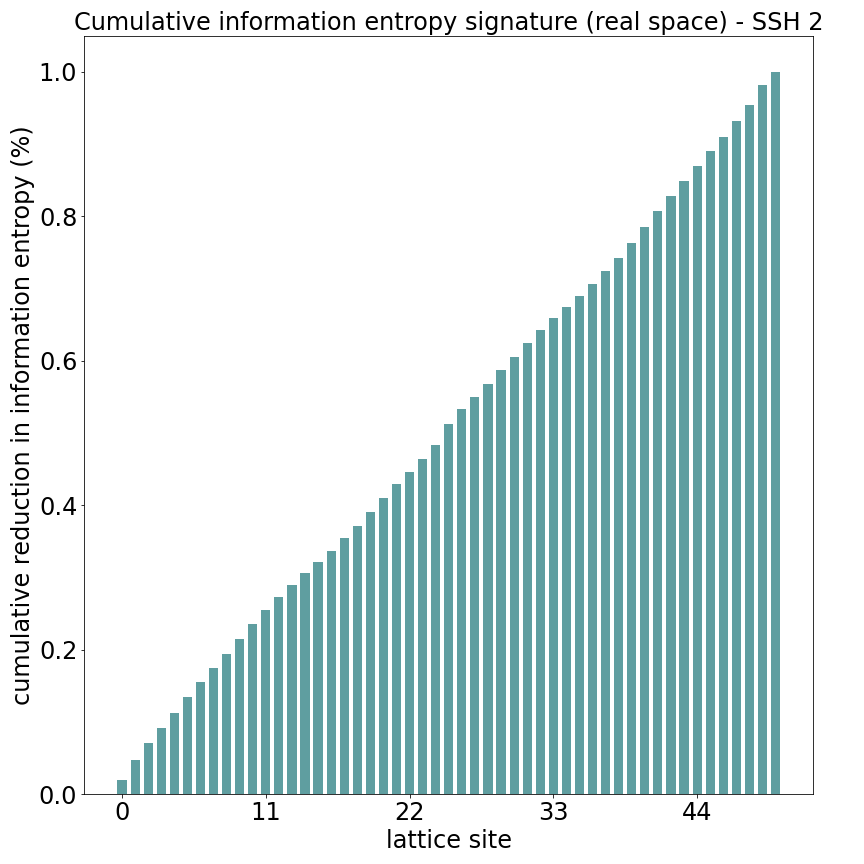 Cumulative information entropy signature (real space) - SSH 2
cumulative reduction in information entropy (%)
1.0
0.8
0.6
0.4
0.2
0.0
0 11 22 33 44
lattice site